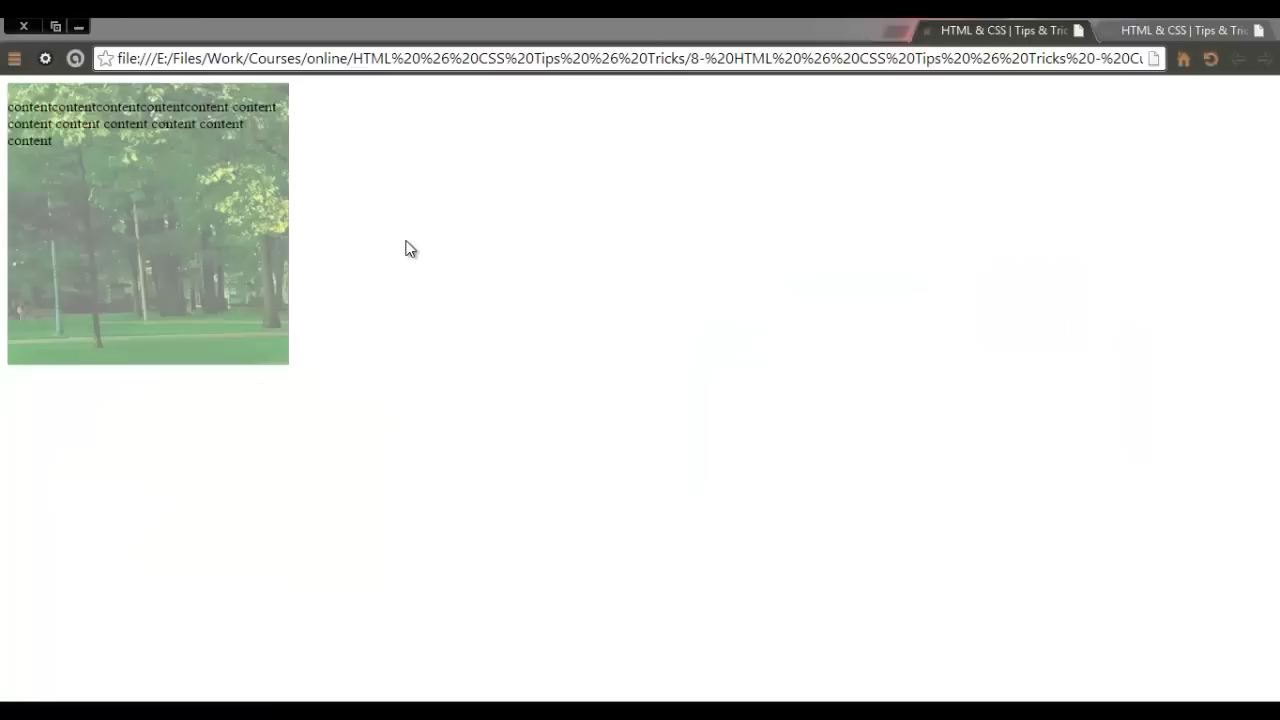 HTML & CSS | Tips & Tric
HTML & CSS | Tips & Tric
file:///E:/Files/Work/Courses/online/HTML%20%26%20CSS%20Tips%20%26%20Tricks/8-%20HTML%20%26%20CSS%20Tips%20%26%20Tricks%20-%20Cu
contentcontentcontentcontentcontent content
content content content content content
content